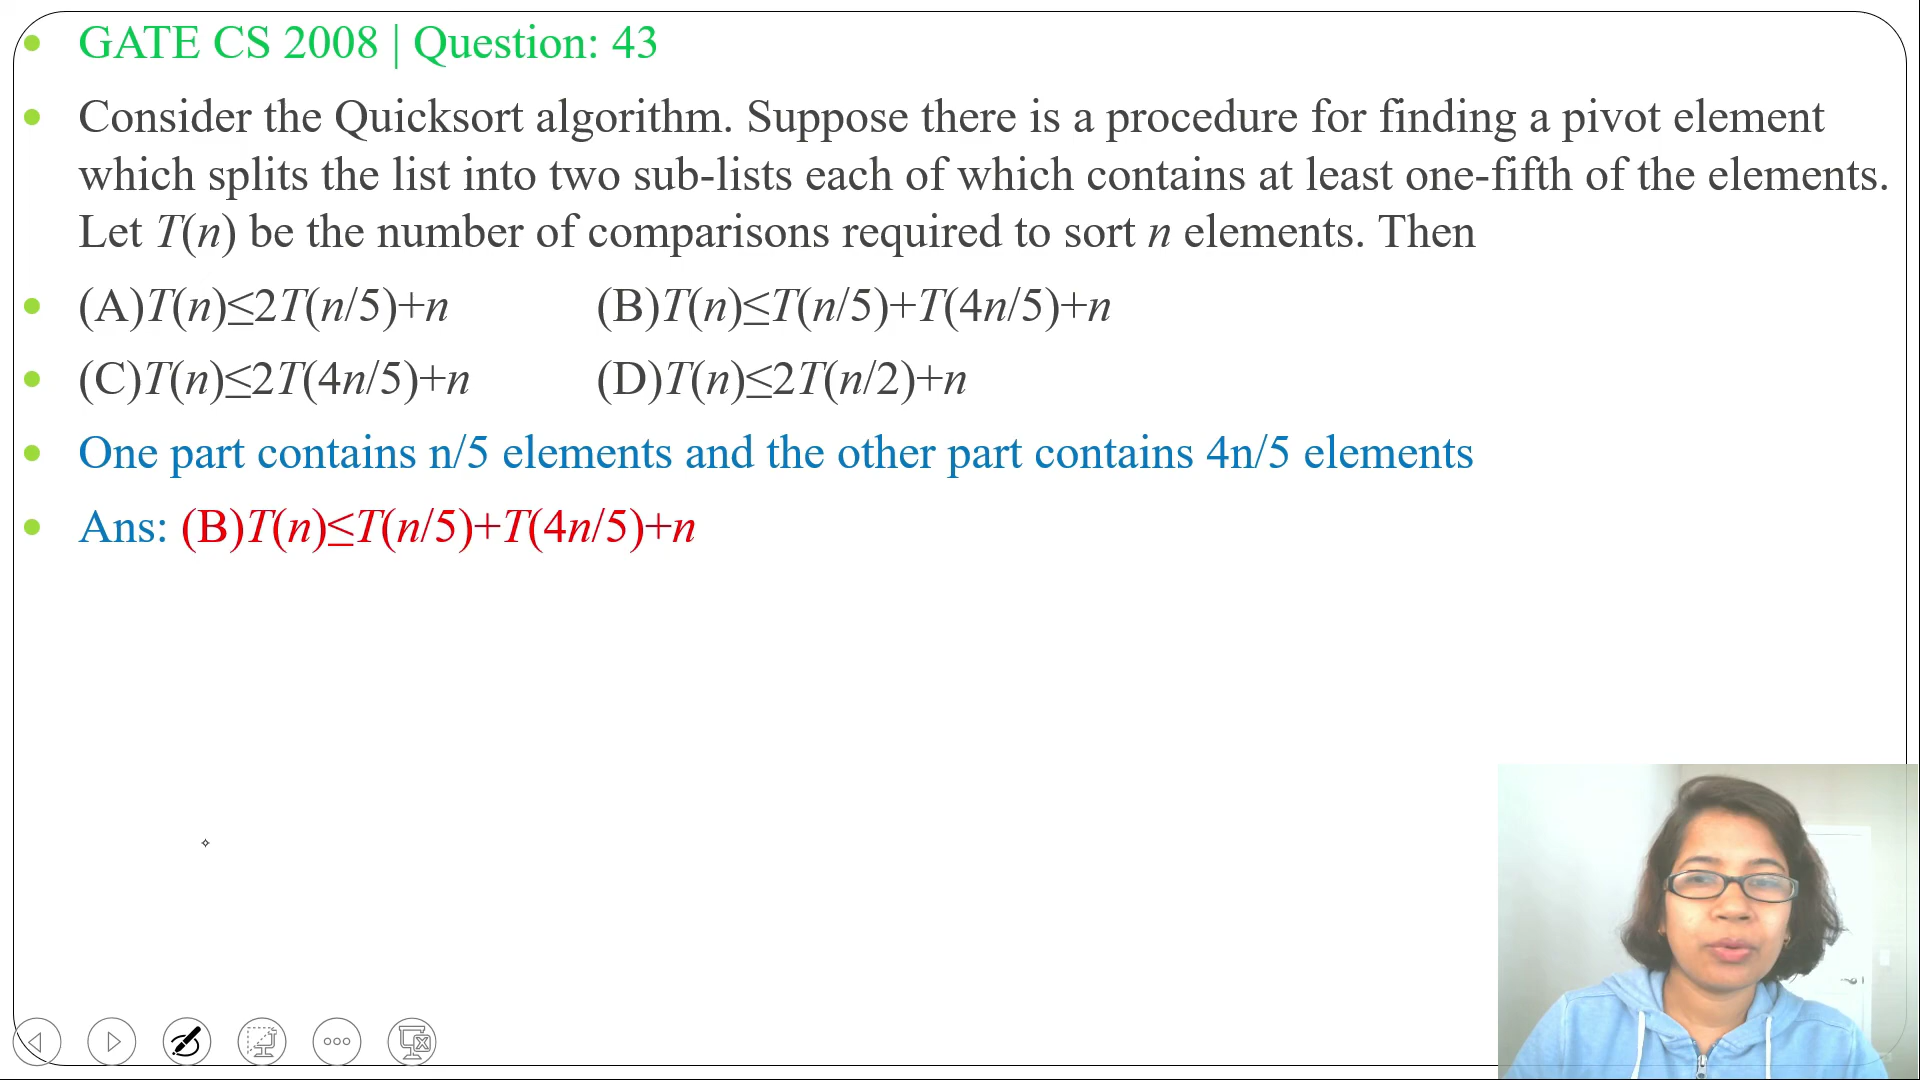 GATE CS 2008 | Question: 43
Consider the Quicksort algorithm. Suppose there is a procedure for finding a pivot element
which splits the list into two sub-lists each of which contains at least one-fifth of the elements.
Let T(n) be the number of comparisons required to sort n elements. Then
(A)T(n)≤2T(n/5)+n (B)T(n)≤T(n/5)+T(4n/5)+n
(C)T(n)≤2T(4n/5)+n (D)T(n)≤2T(n/2)+n
One part contains n/5 elements and the other part contains 4n/5 elements
Ans: (B)T(n)≤T(n/5)+T(4n/5)+n